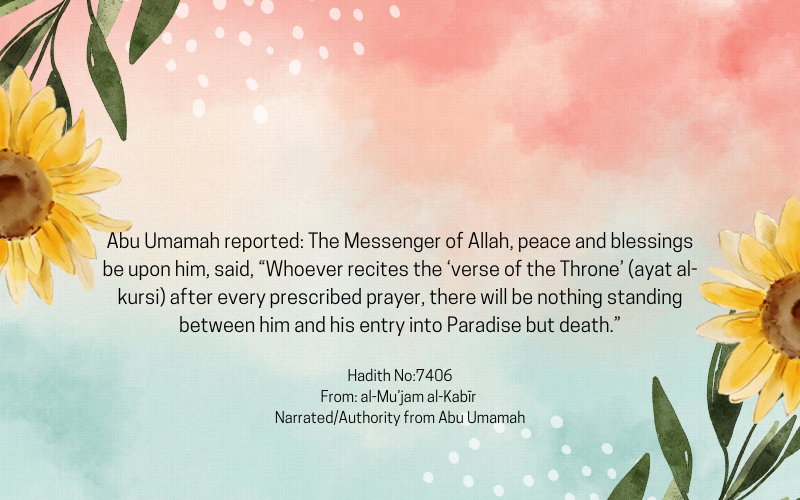 Abu Umamah reported: The Messenger of Allah, peace and blessings
be upon him, said, “Whoever recites the ‘verse of the Throne’ (ayat al-
kursi) after every prescribed prayer, there will be nothing standing
between him and his entry into Paradise but death.”
Hadith No:7406
From: al-Mu’jam al-Kabīr
Narrated/Authority from Abu Umamah